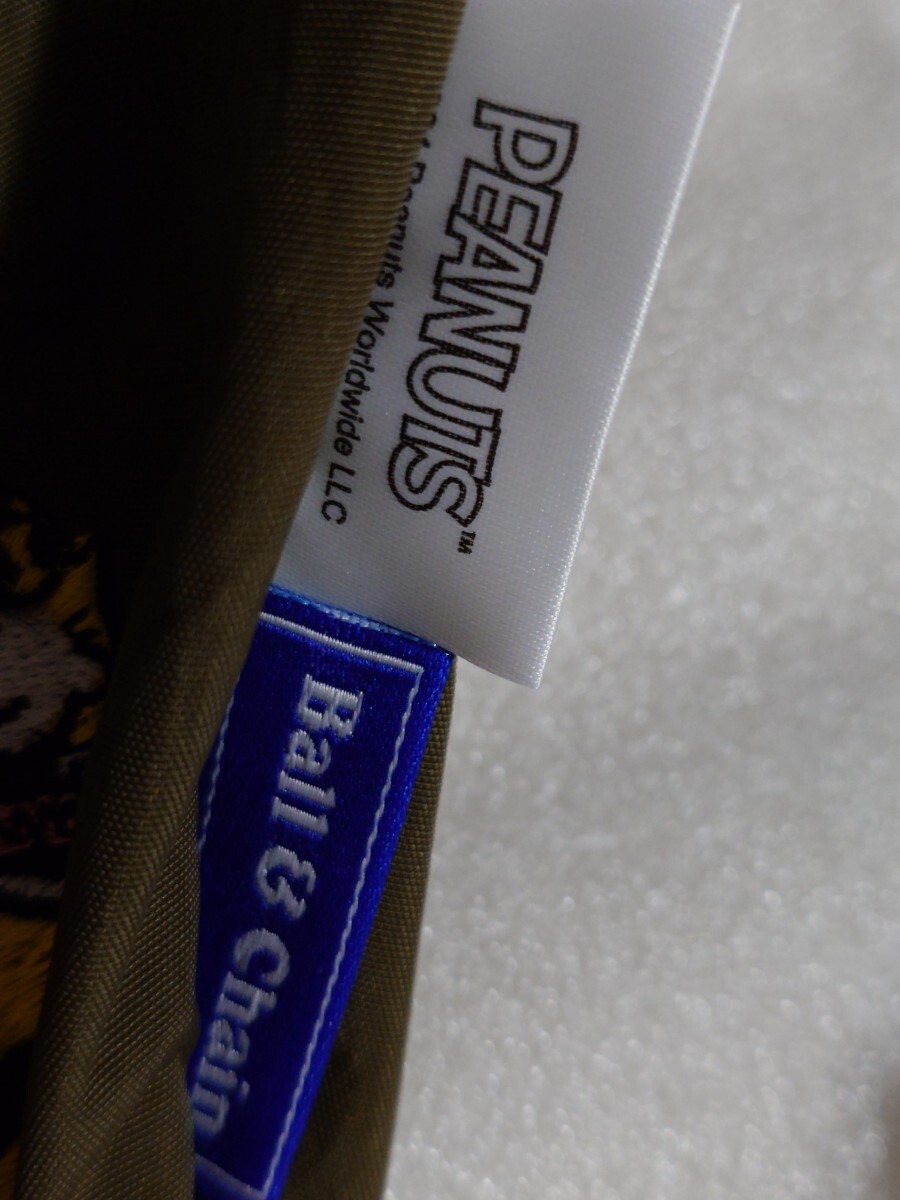 PEANUTS™
Peanuts Worldwide LLC
Ball & Chain